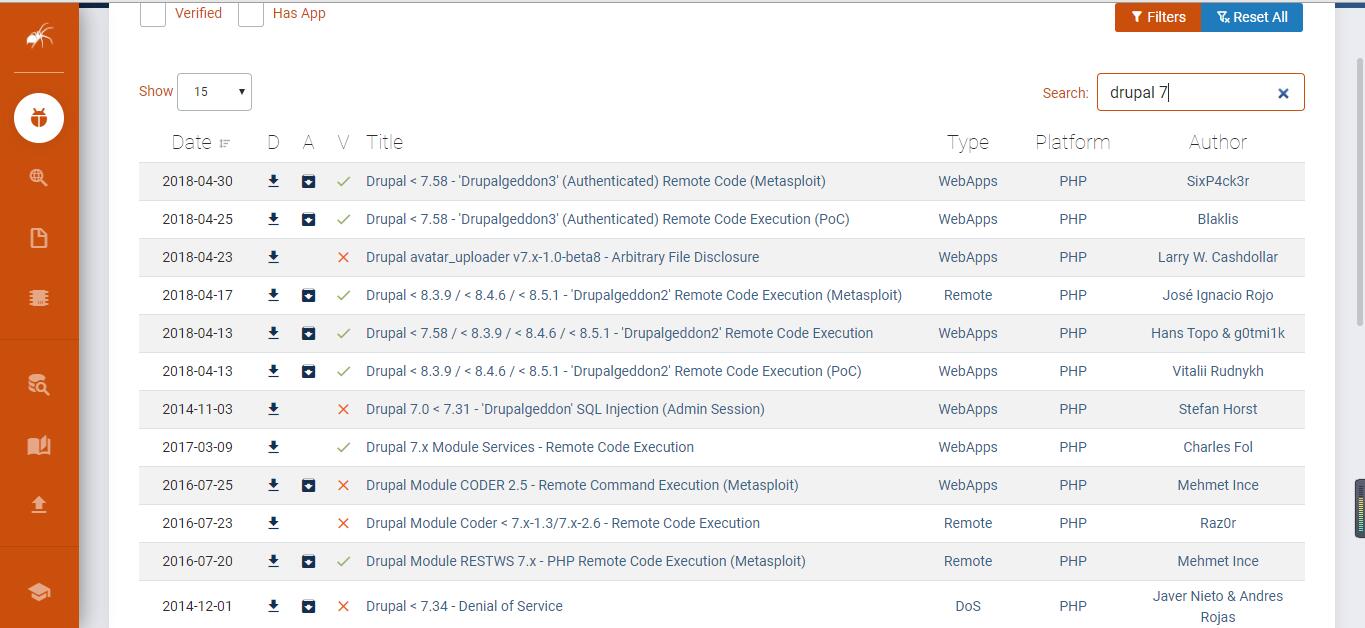 Verified Has App Filters Reset All
Show 15 Search: drupal 7
Date D A V Title Type Platform Author
2018-04-30 Drupal < 7.58 - 'Drupalgeddon3' (Authenticated) Remote Code (Metasploit) WebApps PHP SixP4ck3r
2018-04-25 Drupal < 7.58 - 'Drupalgeddon3' (Authenticated) Remote Code Execution (PoC) WebApps PHP Blaklis
2018-04-23 Drupal avatar_uploader v7.x-1.0-beta8 - Arbitrary File Disclosure WebApps PHP Larry W. Cashdollar
2018-04-17 Drupal < 8.3.9 / < 8.4.6 / < 8.5.1 - 'Drupalgeddon2' Remote Code Execution (Metasploit) Remote PHP José Ignacio Rojo
2018-04-13 Drupal < 7.58 / < 8.3.9 / < 8.4.6 / < 8.5.1 - 'Drupalgeddon2' Remote Code Execution WebApps PHP Hans Topo & g0tmi1k
2018-04-13 Drupal < 8.3.9 / < 8.4.6 / < 8.5.1 - 'Drupalgeddon2' Remote Code Execution (PoC) WebApps PHP Vitalii Rudnykh
2014-11-03 Drupal 7.0 < 7.31 - 'Drupalgeddon' SQL Injection (Admin Session) WebApps PHP Stefan Horst
2017-03-09 Drupal 7.x Module Services - Remote Code Execution WebApps PHP Charles Fol
2016-07-25 Drupal Module CODER 2.5 - Remote Command Execution (Metasploit) WebApps PHP Mehmet Ince
2016-07-23 Drupal Module Coder < 7.x-1.3/7.x-2.6 - Remote Code Execution Remote PHP Raz0r
2016-07-20 Drupal Module RESTWS 7.x - PHP Remote Code Execution (Metasploit) Remote PHP Mehmet Ince
2014-12-01 Drupal < 7.34 - Denial of Service DoS PHP Javer Nieto & Andres
Rojas